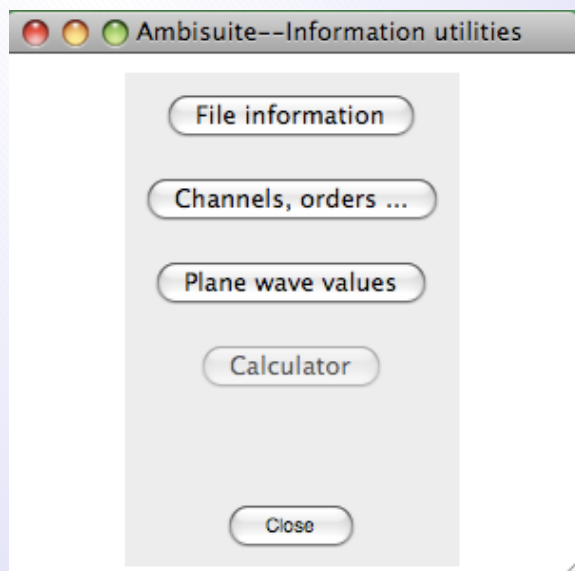 Ambisuite--Information utilities
File information
Channels, orders ...
Plane wave values
Calculator
Close